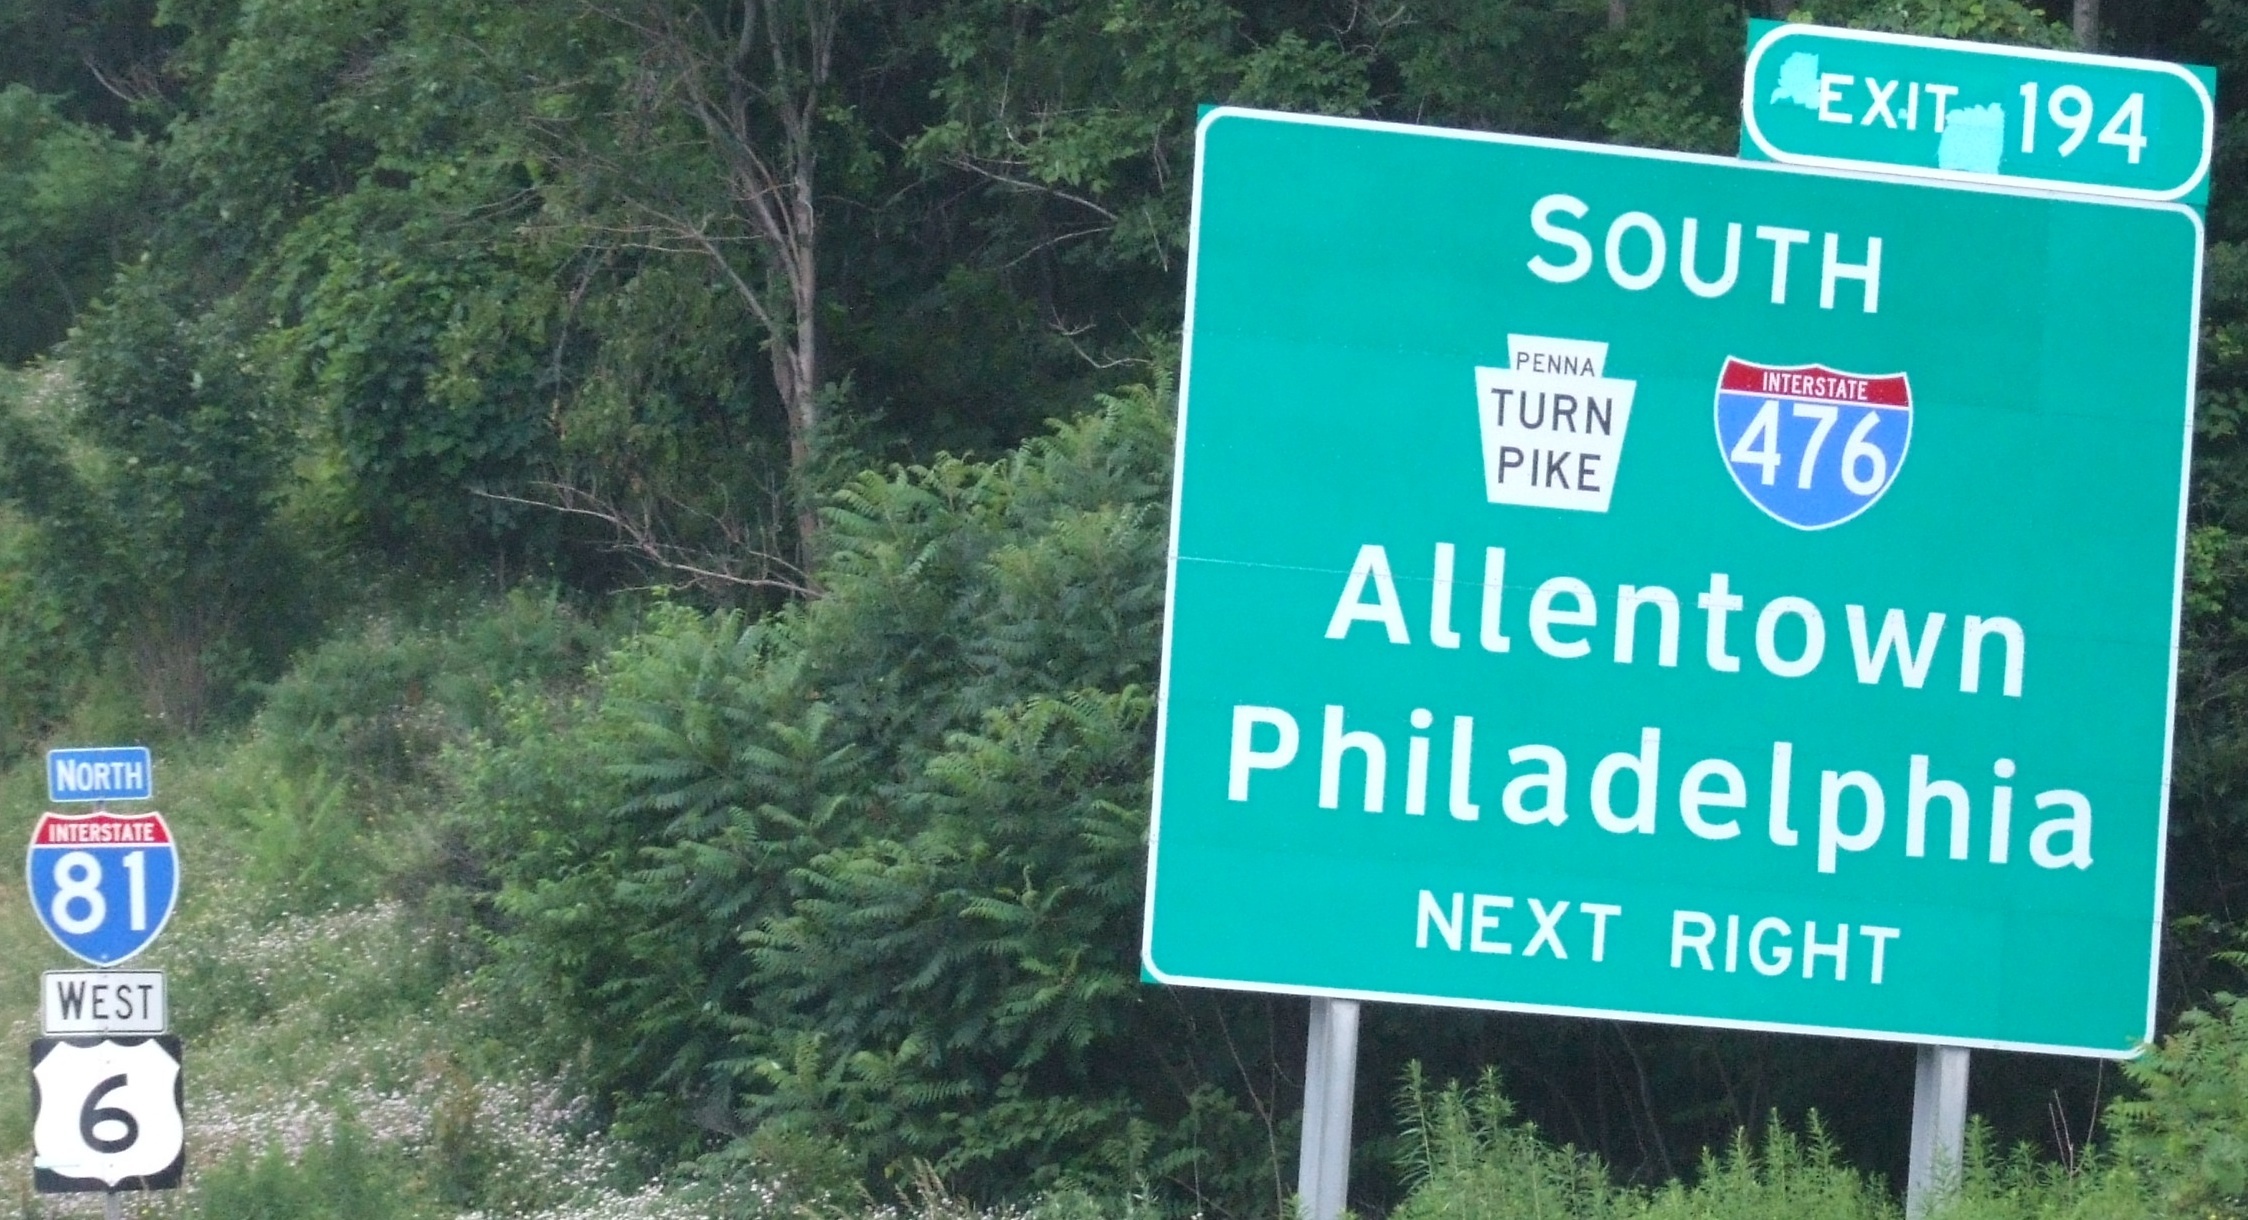 EXIT 194
SOUTH
PENNA
TURN
PIKE
INTERSTATE
476
Allentown
Philadelphia
NEXT RIGHT
NORTH
INTERSTATE
81
WEST
6